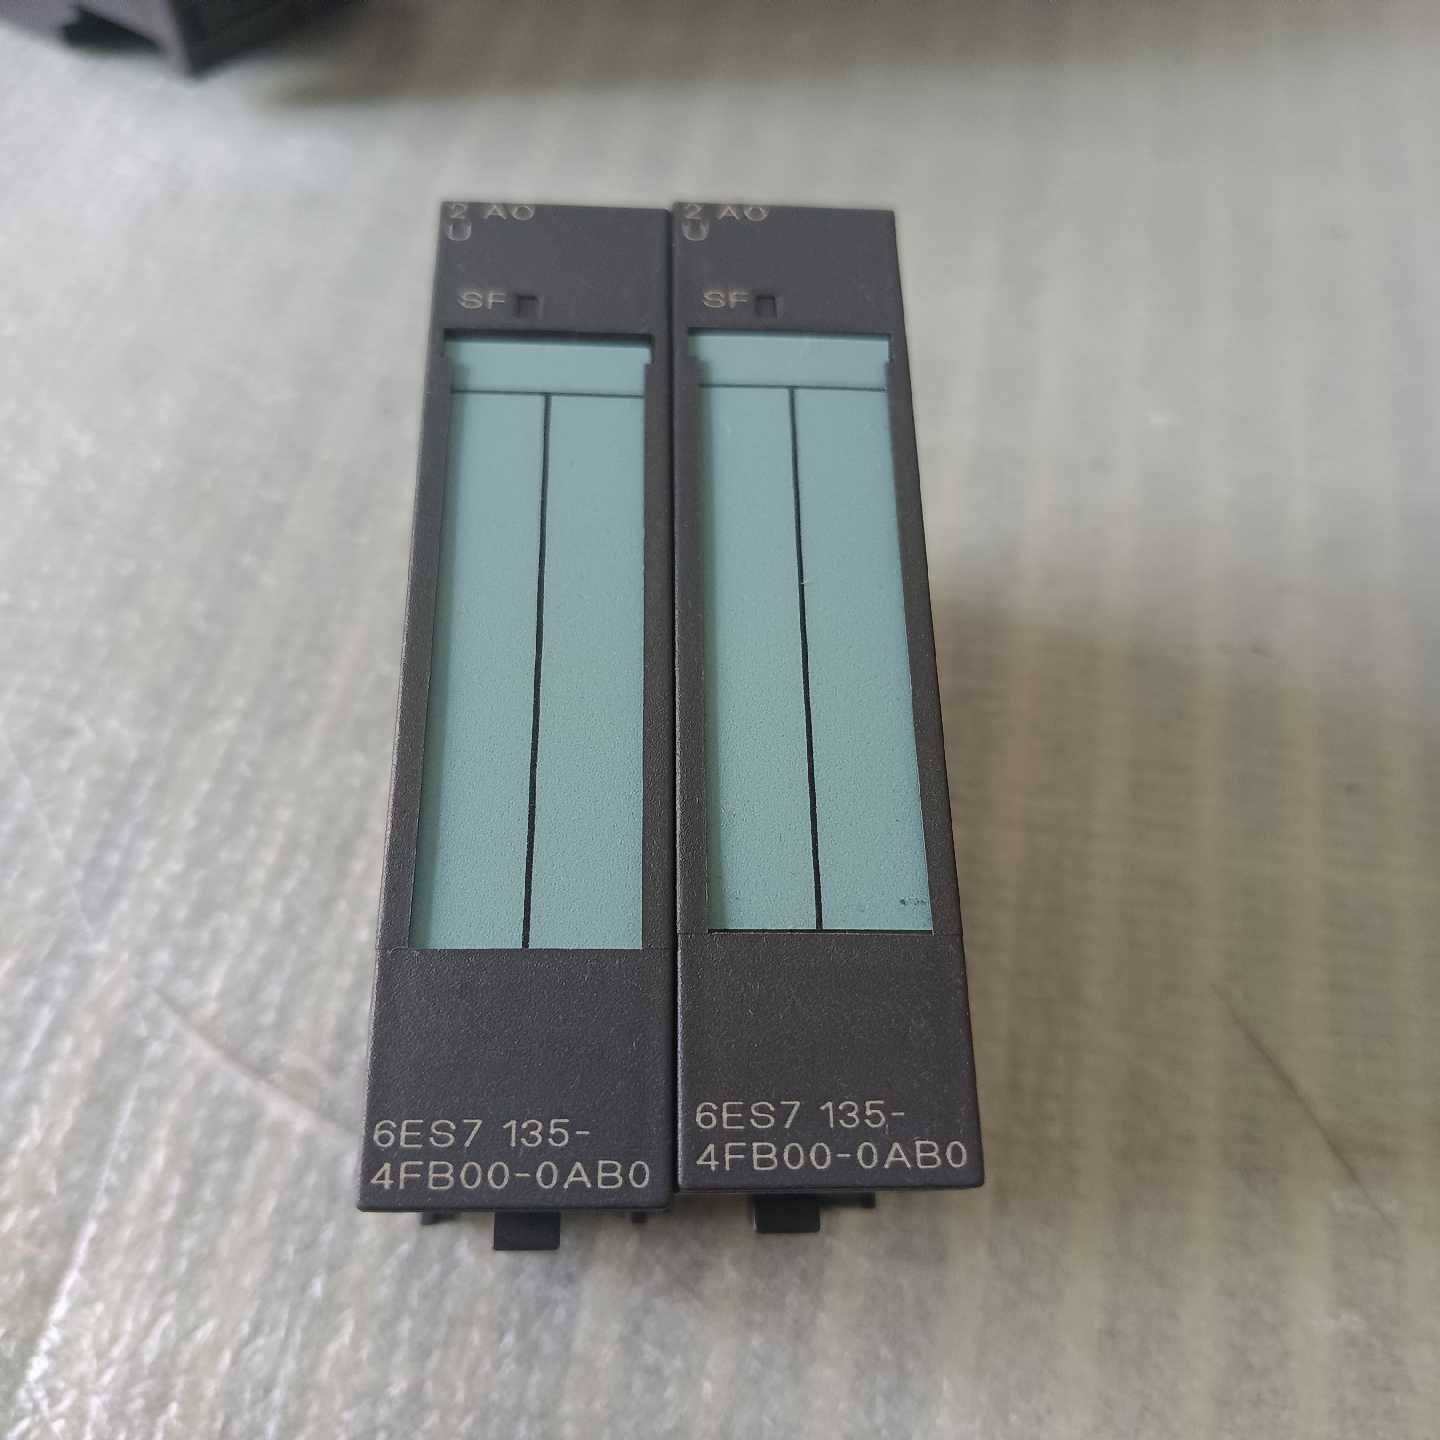 2 AO
U
SF
6ES7 135-
4FB00-0AB0
2 AO
U
SF
6ES7 135-
4FB00-0AB0